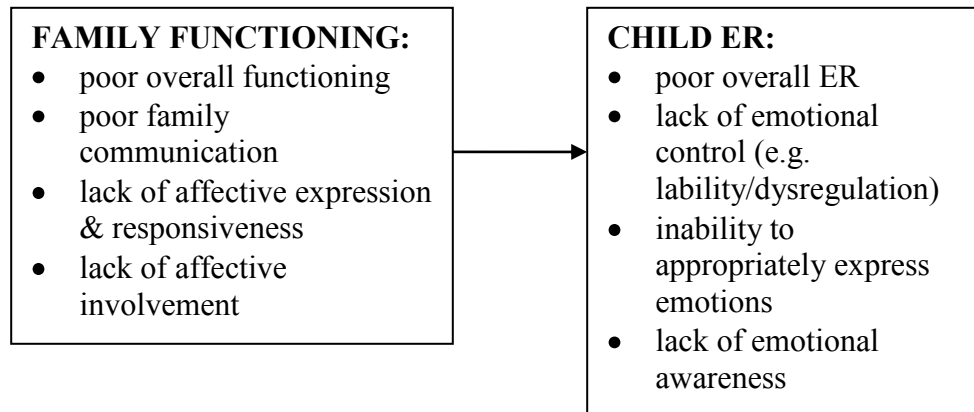 FAMILY FUNCTIONING:
• poor overall functioning
• poor family
communication
• lack of affective expression
& responsiveness
• lack of affective
involvement
CHILD ER:
• poor overall ER
• lack of emotional
control (e.g.
lability/dysregulation)
• inability to
appropriately express
emotions
• lack of emotional
awareness